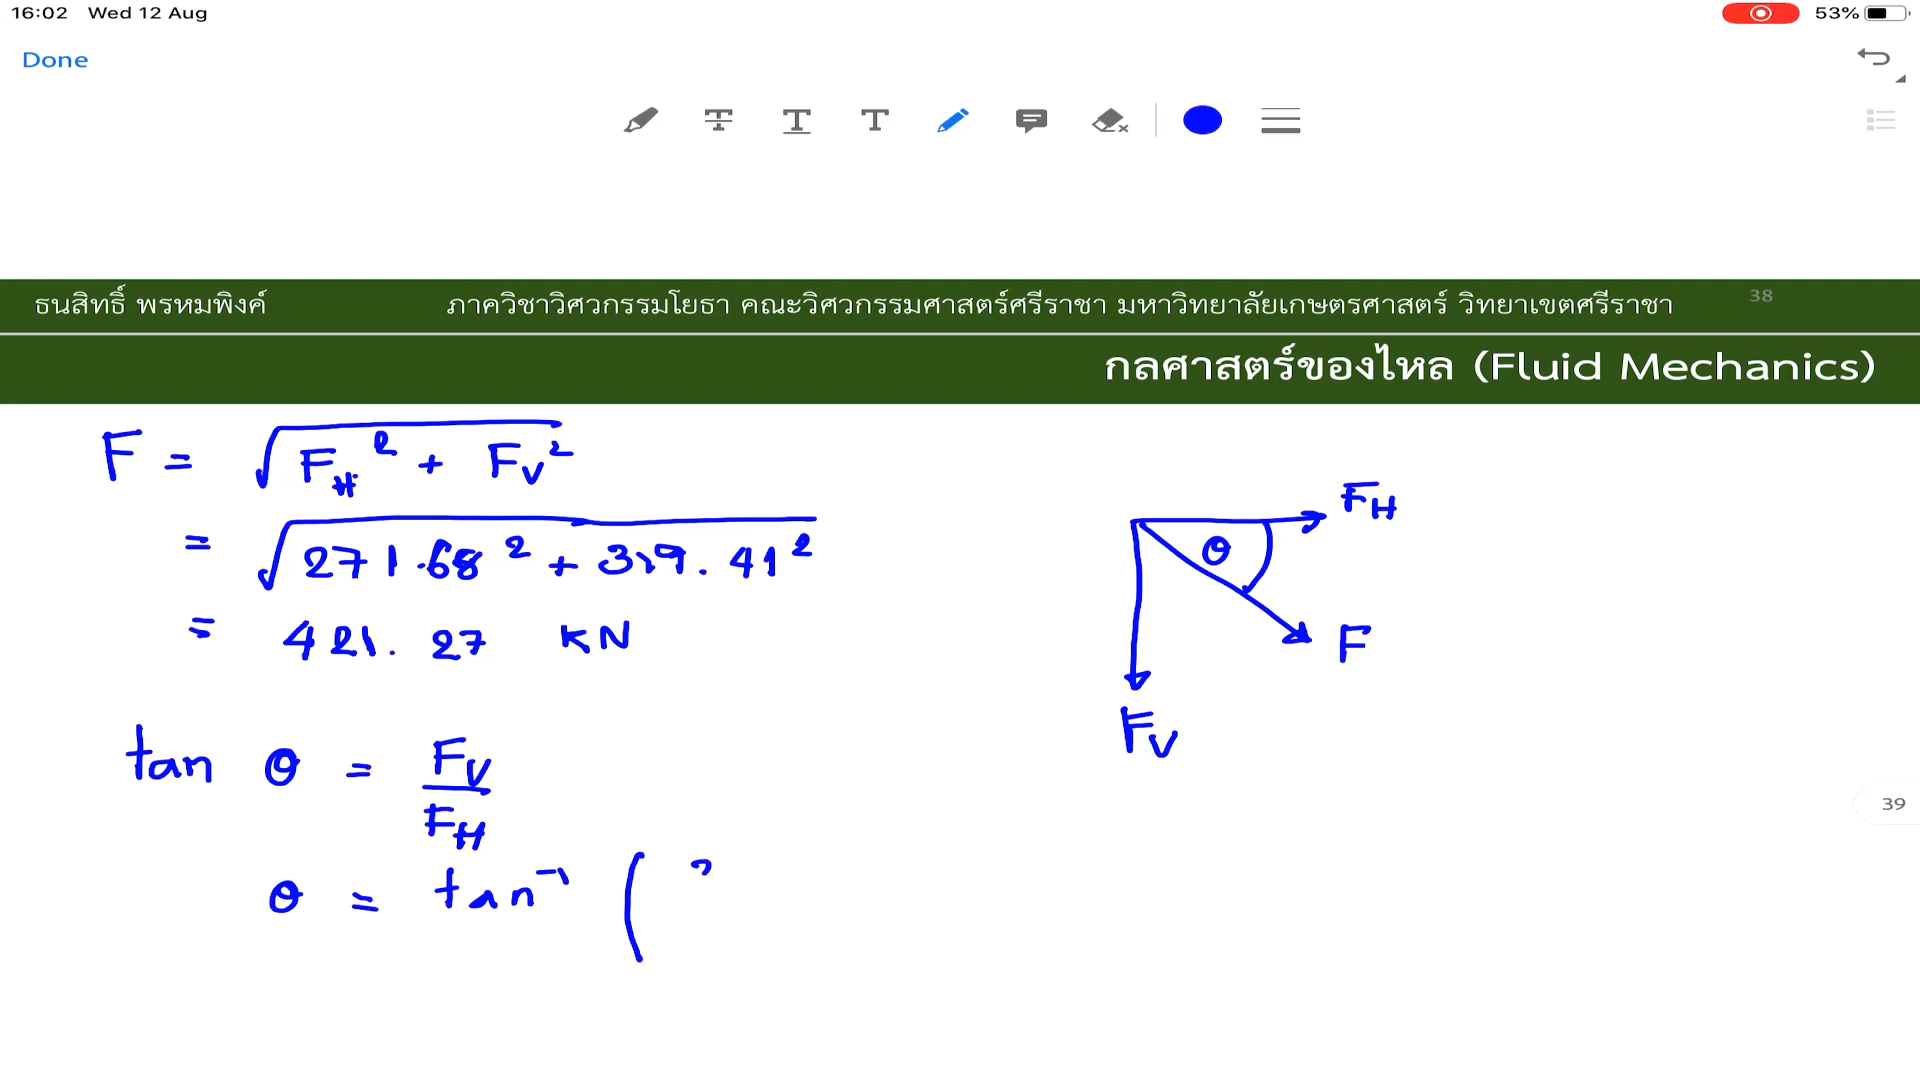 16:02 Wed 12 Aug
53%
Done
ธนสิทธิ์ พรหมพิงค์ ภาควิชาวิศวกรรมโยธา คณะวิศวกรรมศาสตร์ศรีราชา มหาวิทยาลัยเกษตรศาสตร์ วิทยาเขตศรีราชา 38
กลศาสตร์ของไหล (Fluid Mechanics)
F = √(F_H² + F_V²)
= √(271.68² + 319.41²)
= 421.27 KN
tan θ = F_V / F_H
θ = tan⁻¹ (
F_H
θ
F
F_V
39